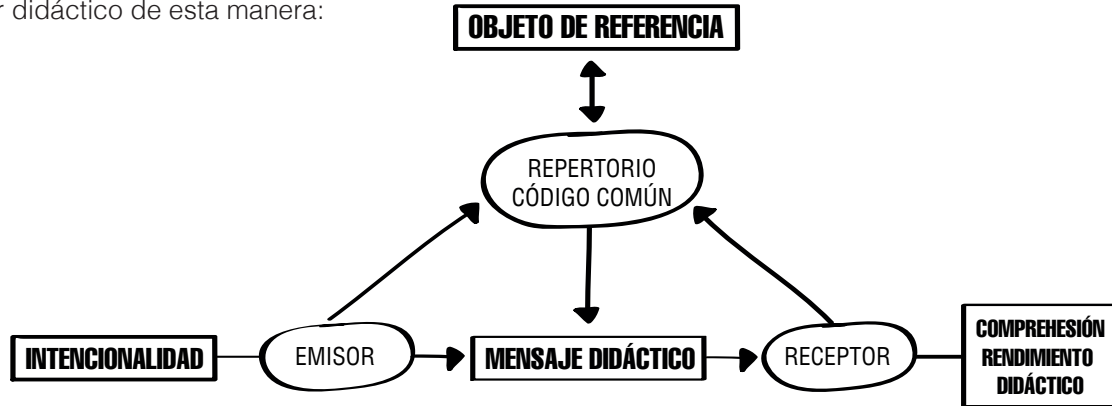 r didáctico de esta manera:
OBJETO DE REFERENCIA
REPERTORIO
CÓDIGO COMÚN
INTENCIONALIDAD
EMISOR
MENSAJE DIDÁCTICO
RECEPTOR
COMPREHESIÓN
RENDIMIENTO
DIDÁCTICO